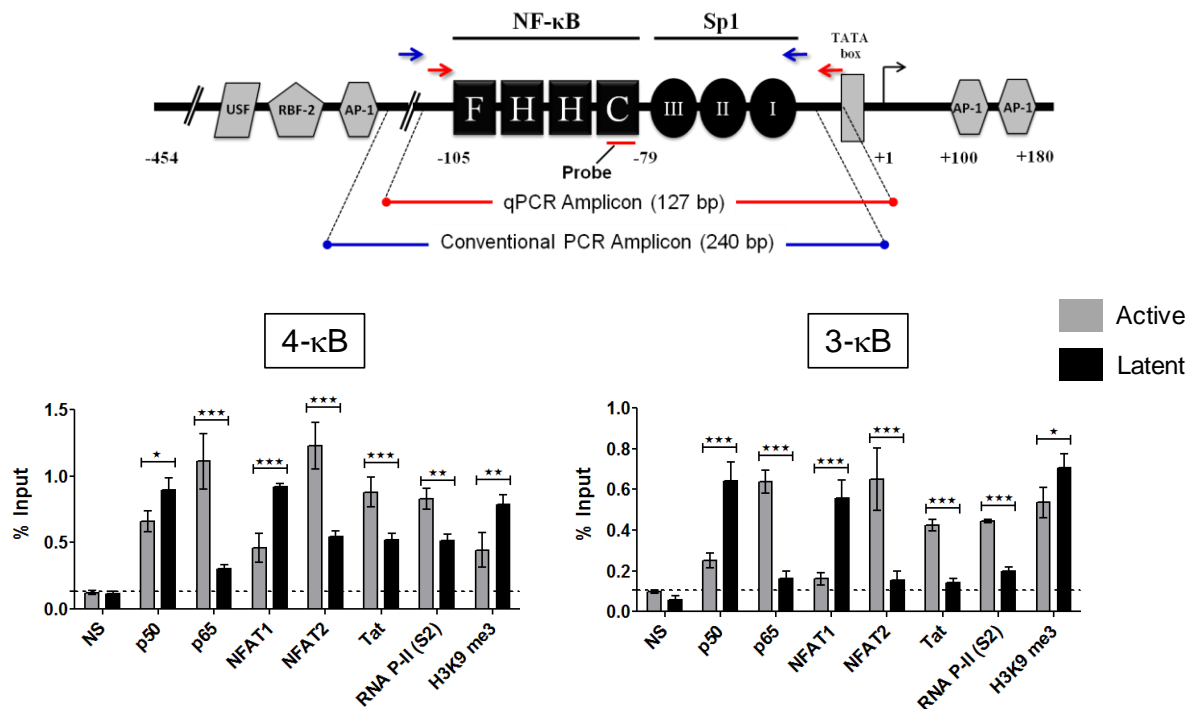 NF-κB Sp1
TATA
box
USF RBF-2 AP-1 F H H C III II I AP-1 AP-1
-454 -105 -79 +1 +100 +180
Probe
qPCR Amplicon (127 bp)
Conventional PCR Amplicon (240 bp)
4-κB
3-κB
Active
Latent
% Input
1.5
1.0
0.5
0.0
NS
p50
p65
NFAT1
NFAT2
Tat
RNA P-II (S2)
H3K9 me3
★
★★★
★★★
★★★
★★★
★★
★★
% Input
1.0
0.8
0.6
0.4
0.2
0.0
NS
p50
p65
NFAT1
NFAT2
Tat
RNA P-II (S2)
H3K9 me3
★★★
★★★
★★★
★★★
★★★
★★★
★